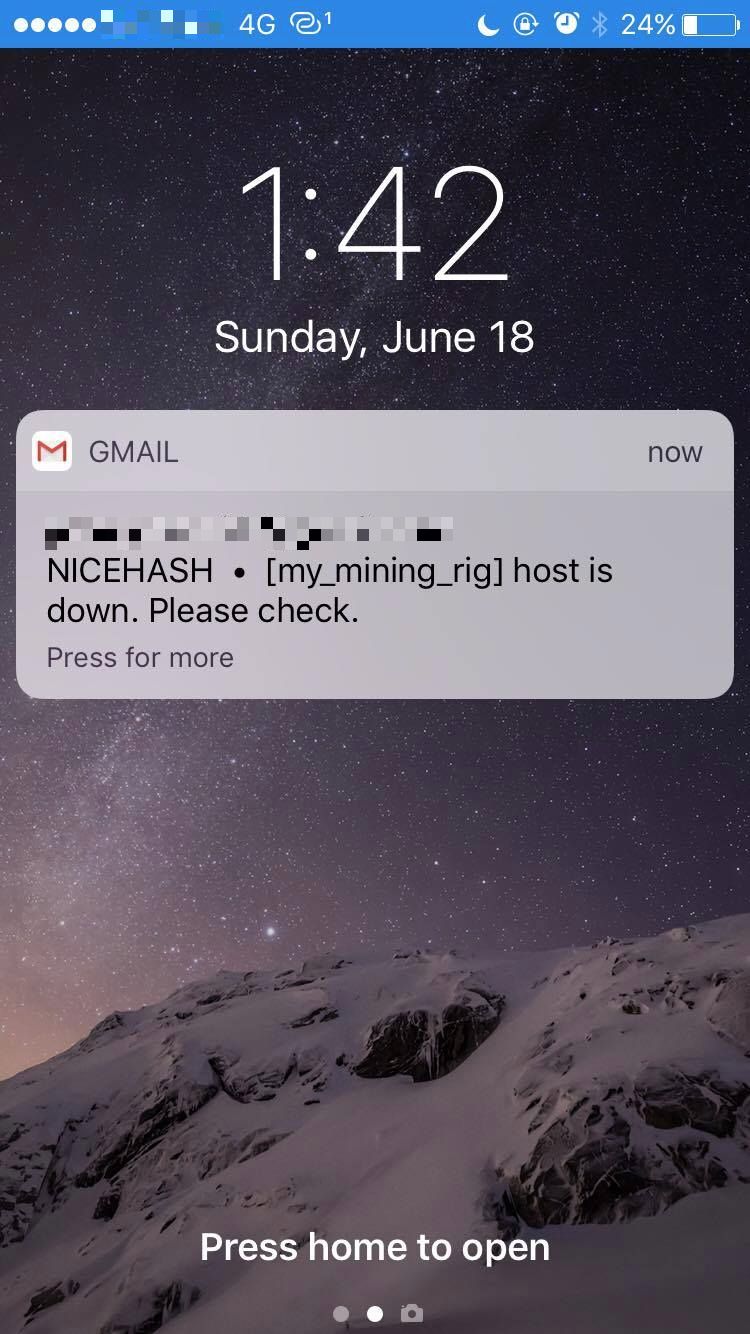 4G 1 24%
1:42
Sunday, June 18
GMAIL now
NICEHASH • [my_mining_rig] host is
down. Please check.
Press for more
Press home to open